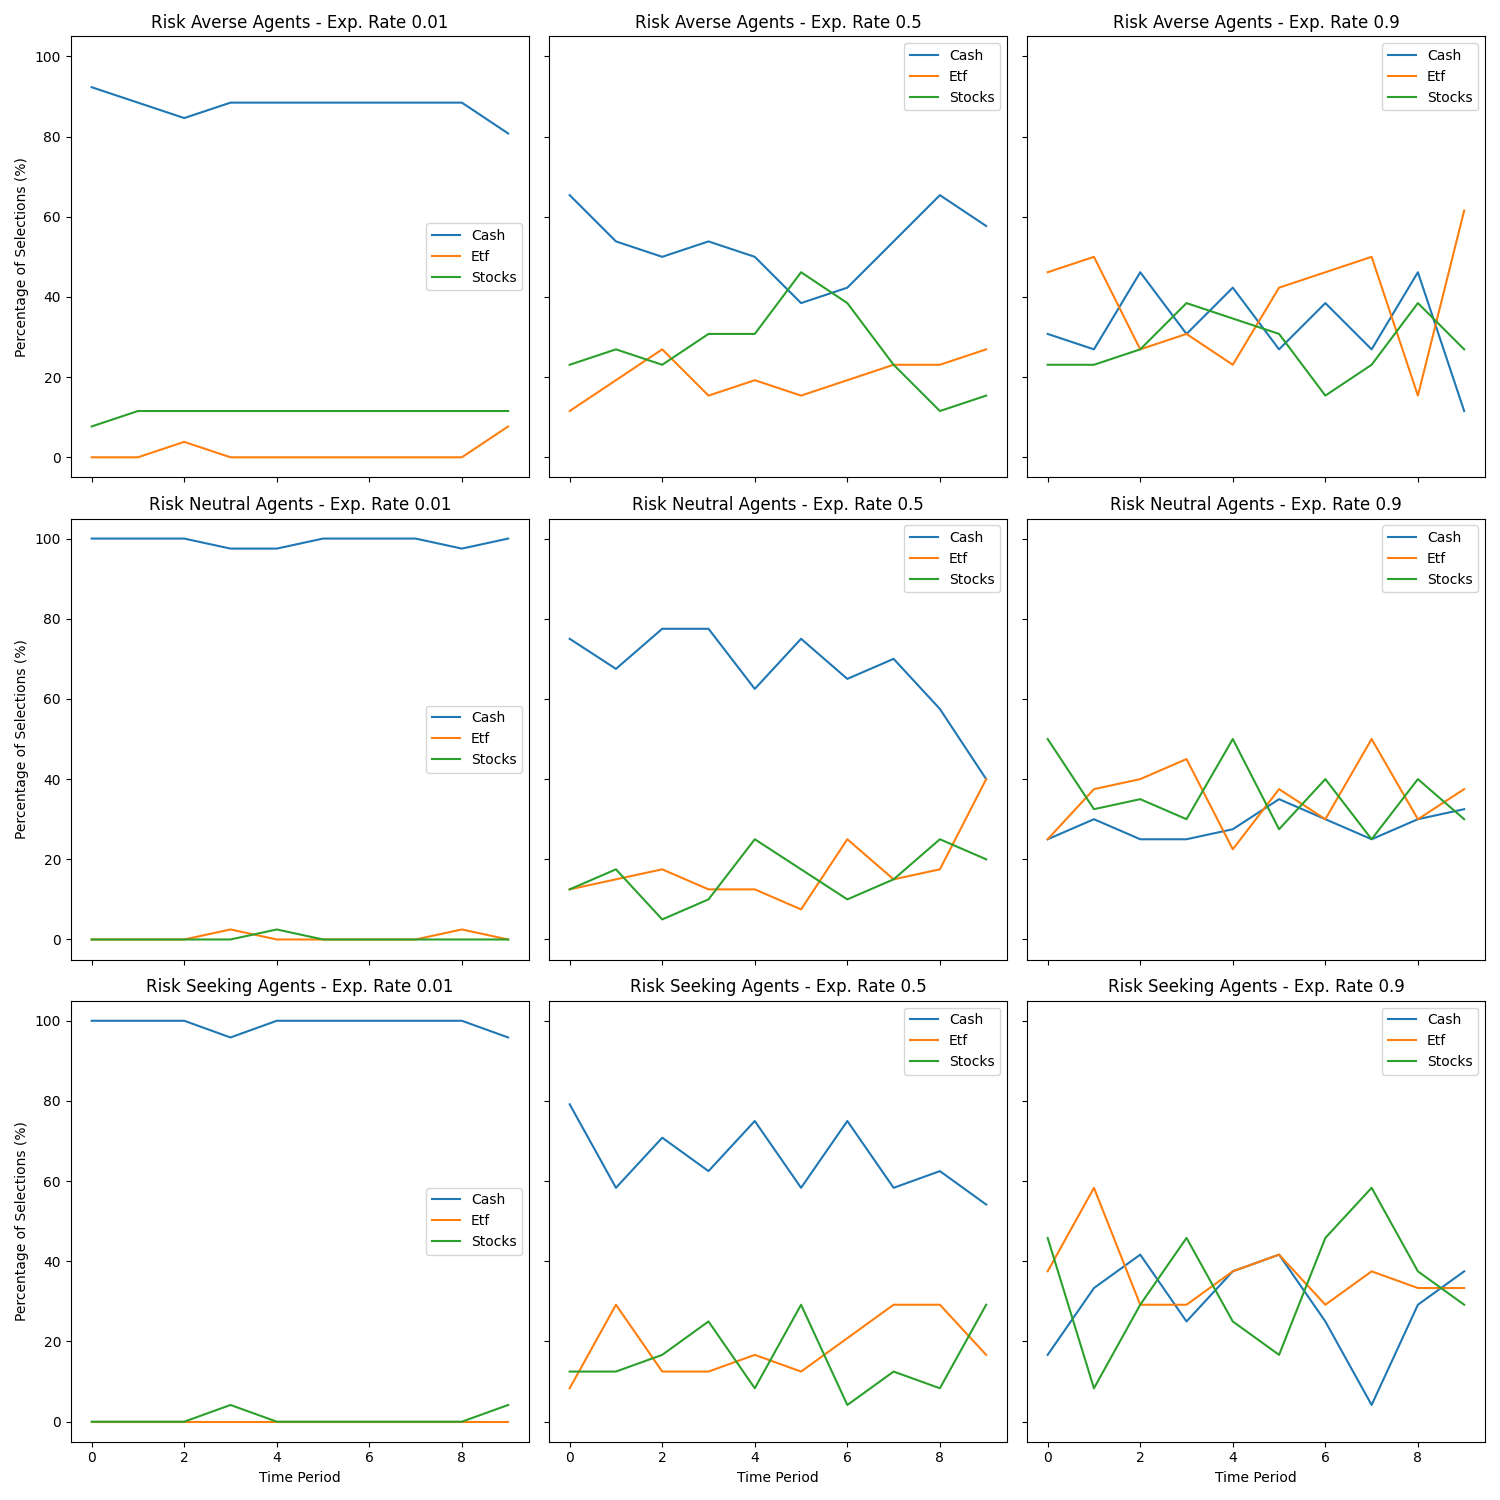 Risk Averse Agents - Exp. Rate 0.01
Percentage of Selections (%)
100
80
60
40
20
0
Cash
Etf
Stocks
Risk Averse Agents - Exp. Rate 0.5
Cash
Etf
Stocks
Risk Averse Agents - Exp. Rate 0.9
Cash
Etf
Stocks
Risk Neutral Agents - Exp. Rate 0.01
Percentage of Selections (%)
100
80
60
40
20
0
Cash
Etf
Stocks
Risk Neutral Agents - Exp. Rate 0.5
Cash
Etf
Stocks
Risk Neutral Agents - Exp. Rate 0.9
Cash
Etf
Stocks
Risk Seeking Agents - Exp. Rate 0.01
Percentage of Selections (%)
100
80
60
40
20
0
Cash
Etf
Stocks
0 2 4 6 8
Time Period
Risk Seeking Agents - Exp. Rate 0.5
Cash
Etf
Stocks
0 2 4 6 8
Time Period
Risk Seeking Agents - Exp. Rate 0.9
Cash
Etf
Stocks
0 2 4 6 8
Time Period